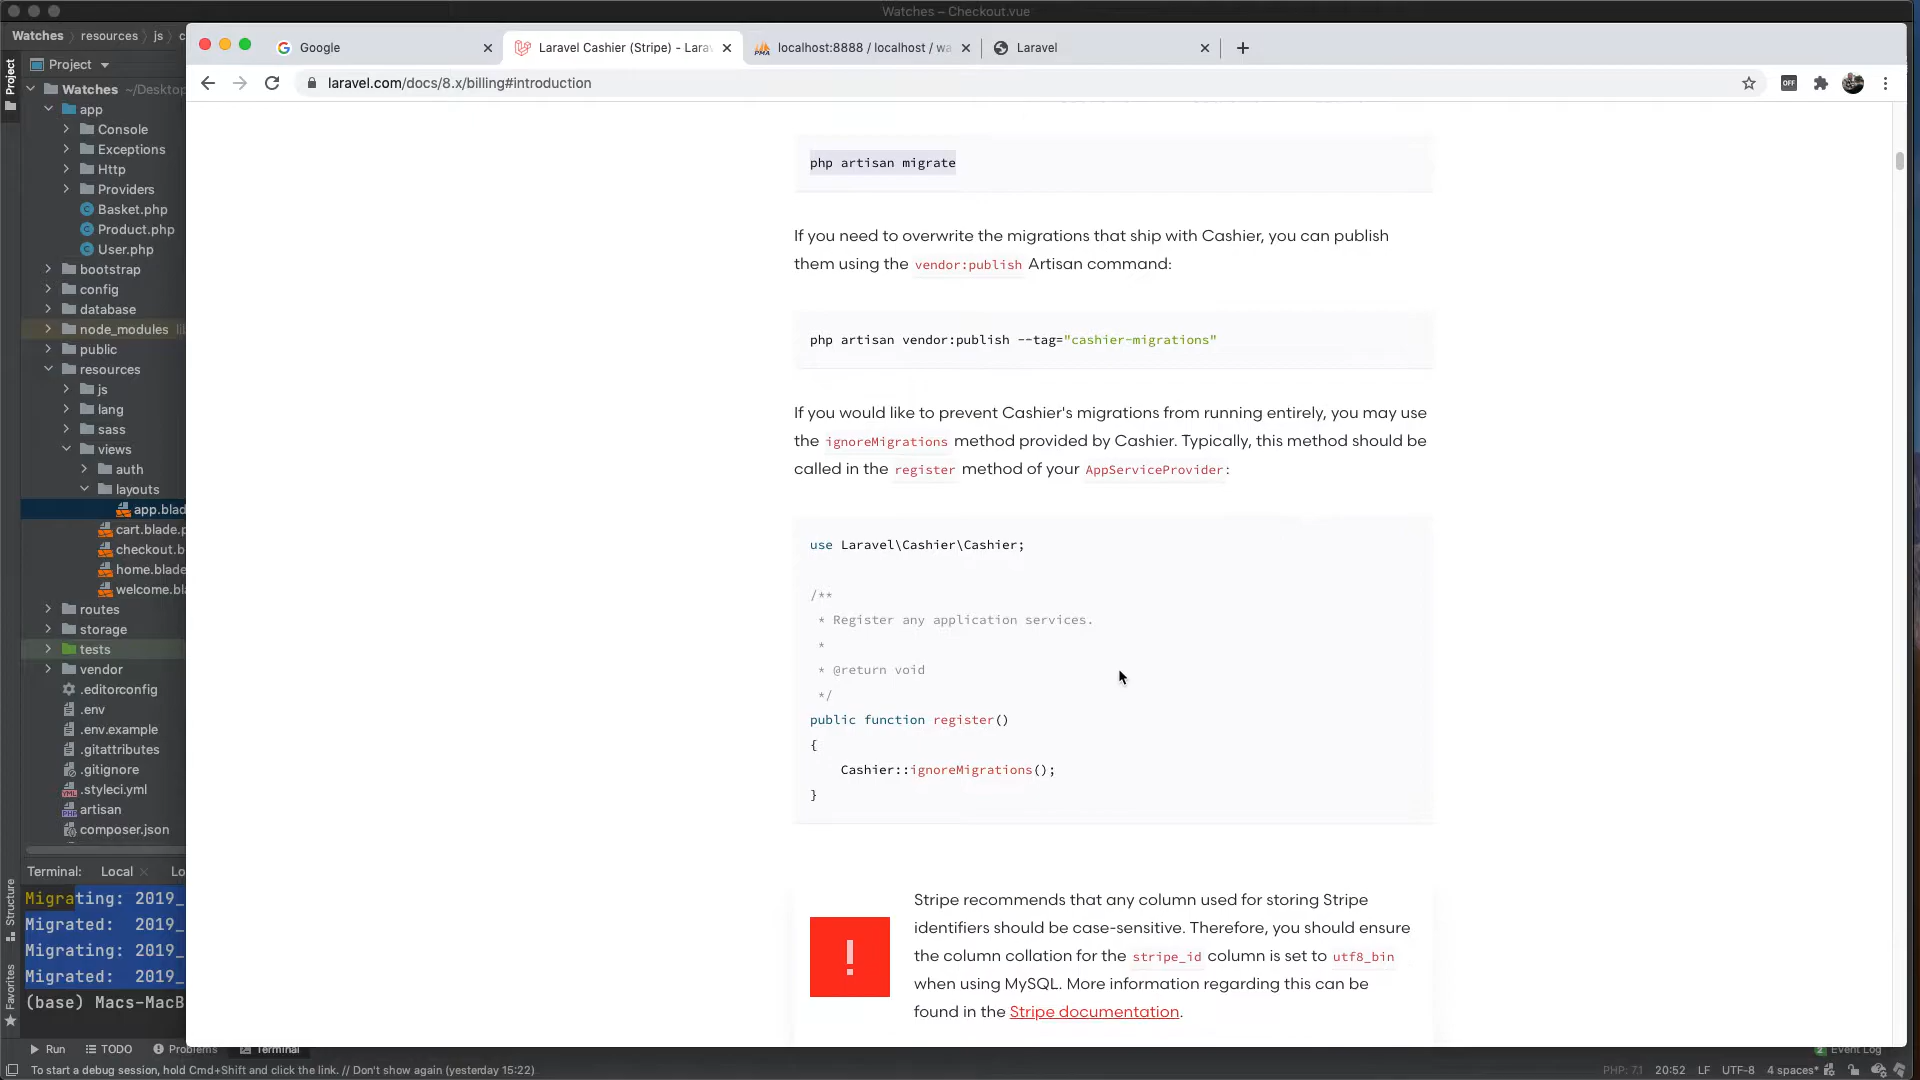 Watches – Checkout.vue
Watches
resources
js
Google
Laravel Cashier (Stripe) - Lara
localhost:8888 / localhost / wa
Laravel
laravel.com/docs/8.x/billing#introduction
OFF
Project
Project
Watches ~/Desktop
app
Console
Exceptions
Http
Providers
Basket.php
Product.php
User.php
bootstrap
config
database
node_modules
public
resources
js
lang
sass
views
auth
layouts
app.blad
cart.blade.p
checkout.b
home.blade
welcome.bl
routes
storage
tests
vendor
.editorconfig
.env
.env.example
.gitattributes
.gitignore
.styleci.yml
artisan
composer.json
php artisan migrate
If you need to overwrite the migrations that ship with Cashier, you can publish
them using the vendor:publish Artisan command:
php artisan vendor:publish --tag="cashier-migrations"
If you would like to prevent Cashier's migrations from running entirely, you may use
the ignoreMigrations method provided by Cashier. Typically, this method should be
called in the register method of your AppServiceProvider:
use Laravel\Cashier\Cashier;
/**
* Register any application services.
*
* @return void
*/
public function register()
{
Cashier::ignoreMigrations();
}
Stripe recommends that any column used for storing Stripe
identifiers should be case-sensitive. Therefore, you should ensure
the column collation for the stripe_id column is set to utf8_bin
when using MySQL. More information regarding this can be
found in the Stripe documentation.
Structure
Favorites
Terminal: Local Lo
Migrating: 2019_
Migrated: 2019_
Migrating: 2019_
Migrated: 2019_
(base) Macs-MacB
Run
TODO
Problems
Terminal
Event Log
To start a debug session, hold Cmd+Shift and click the link. // Don't show again (yesterday 15:22)
PHP: 7.1 20:52 LF UTF-8 4 spaces*